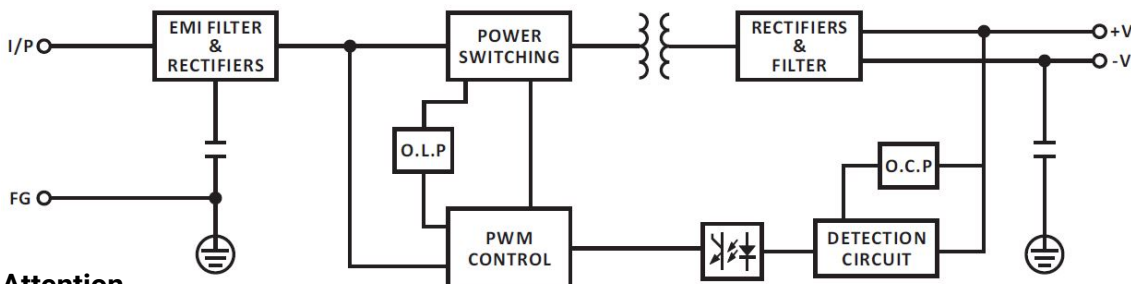 I/P
EMI FILTER
&
RECTIFIERS
POWER
SWITCHING
RECTIFIERS
&
FILTER
+V
-V
O.L.P
O.C.P
FG
PWM
CONTROL
DETECTION
CIRCUIT
Attention